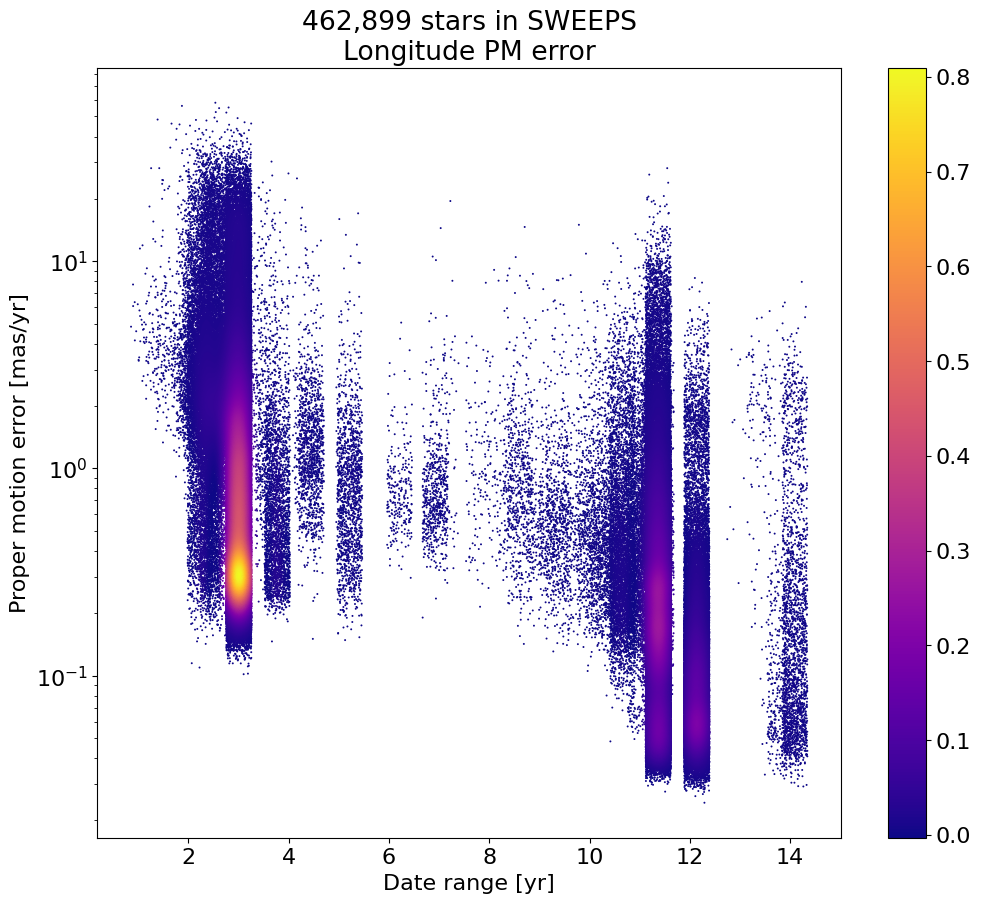 462,899 stars in SWEEPS
Longitude PM error
Proper motion error [mas/yr]
10¹
10⁰
10⁻¹
2 4 6 8 10 12 14
Date range [yr]
0.8
0.7
0.6
0.5
0.4
0.3
0.2
0.1
0.0